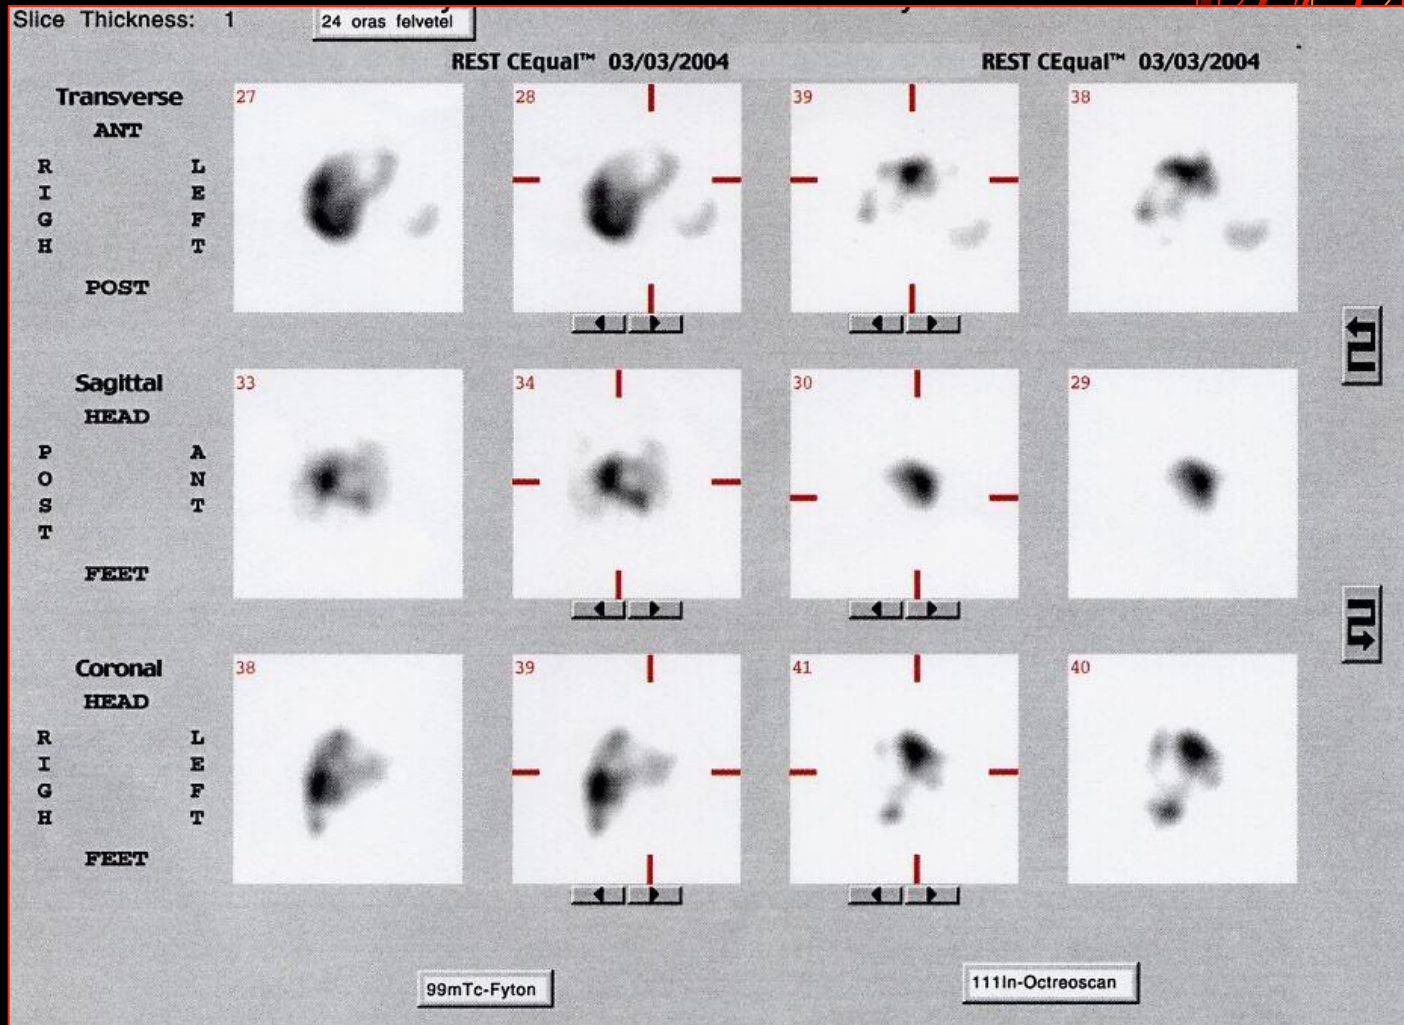 Slice Thickness: 1
24 oras felvetel
REST CEqual™ 03/03/2004
REST CEqual™ 03/03/2004
Transverse
ANT
RIGH
LEFT
POST
27
28
39
38
Sagittal
HEAD
POST
ANT
FEET
33
34
30
29
Coronal
HEAD
RIGH
LEFT
FEET
38
39
41
40
99mTc-Fyton
111In-Octreoscan